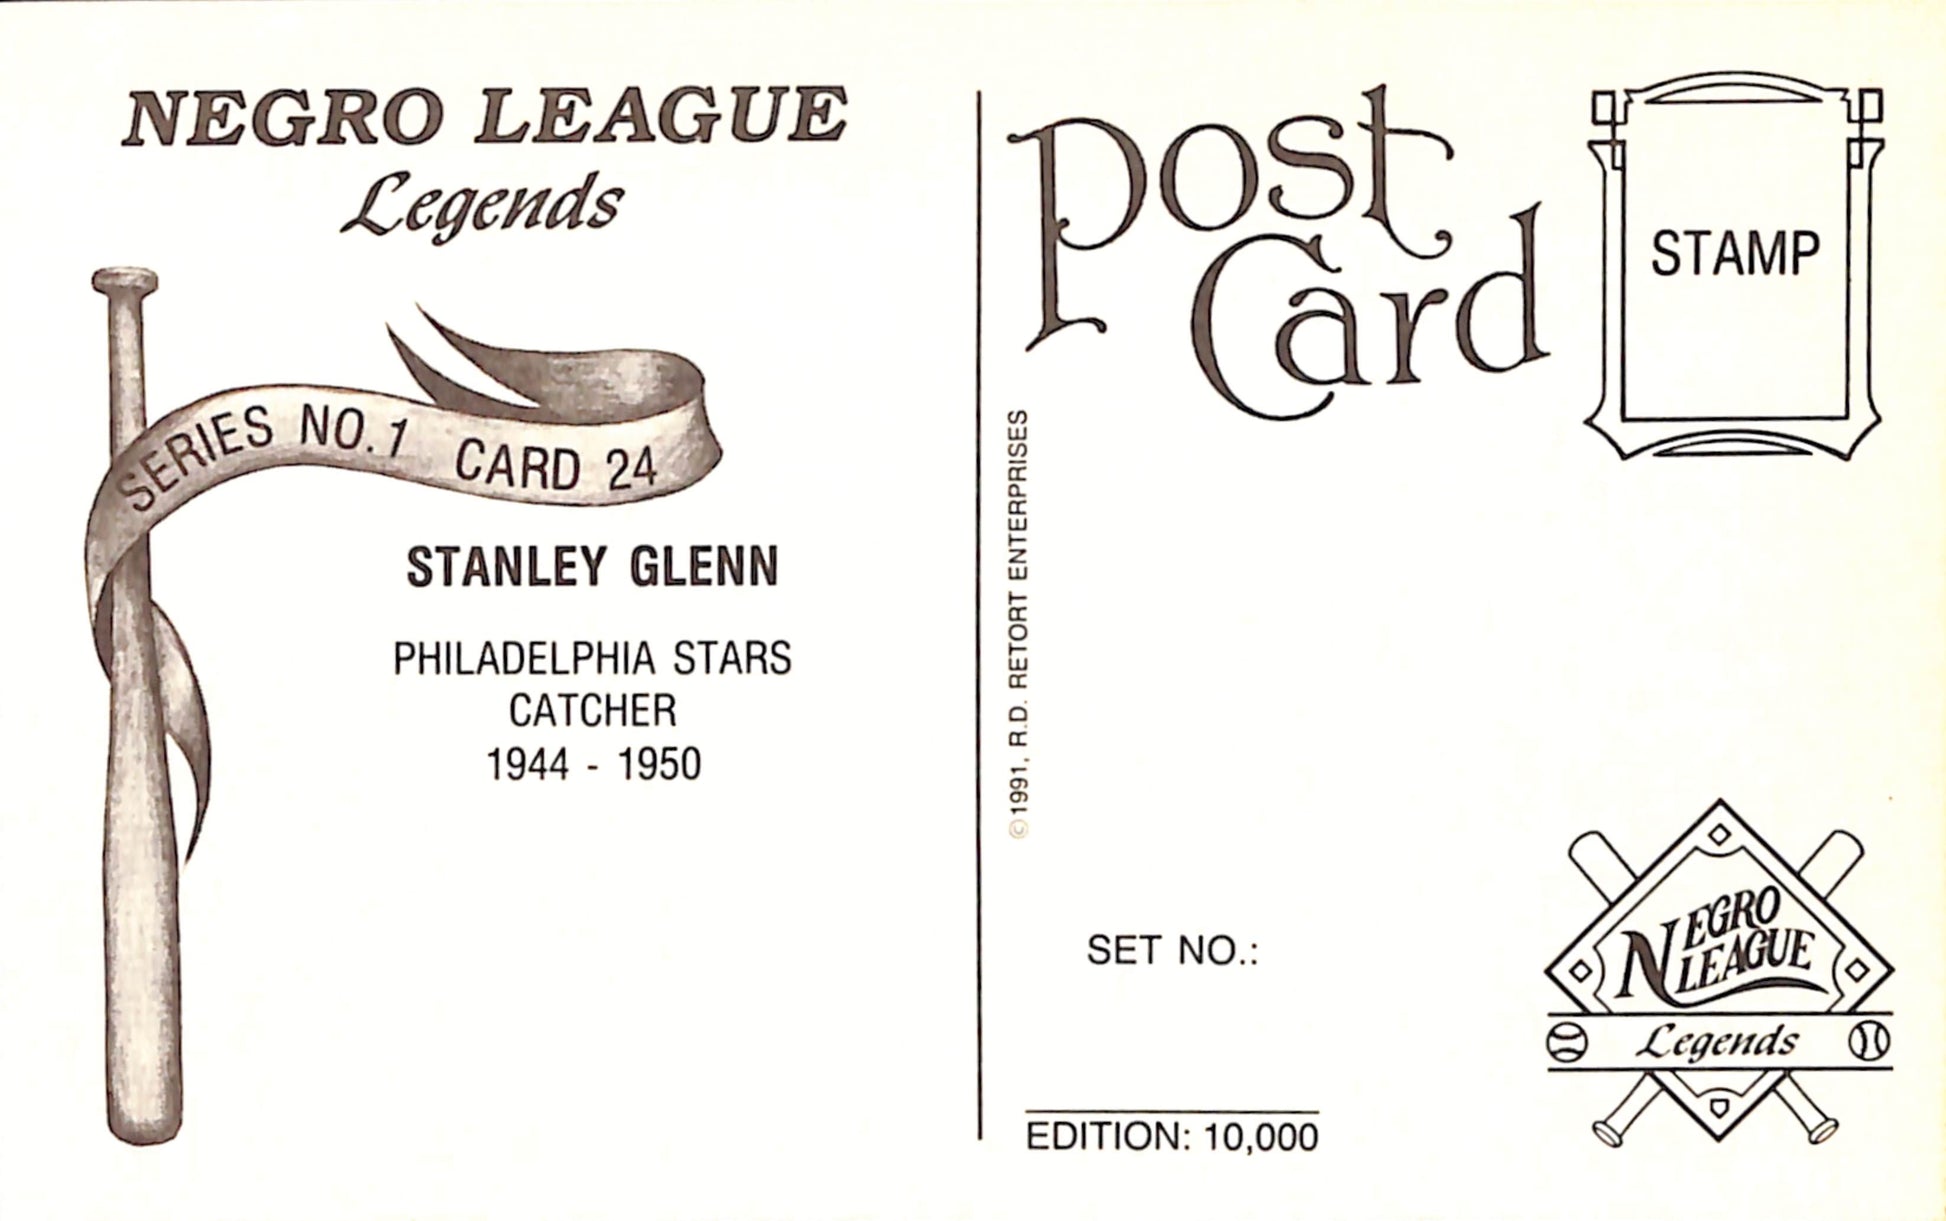 NEGRO LEAGUE
Legends
SERIES NO. 1 CARD 24
STANLEY GLENN
PHILADELPHIA STARS
CATCHER
1944 - 1950
©1991, R.D. RETORT ENTERPRISES
post
Card
STAMP
SET NO.:
EDITION: 10,000
NEGRO
LEAGUE
Legends